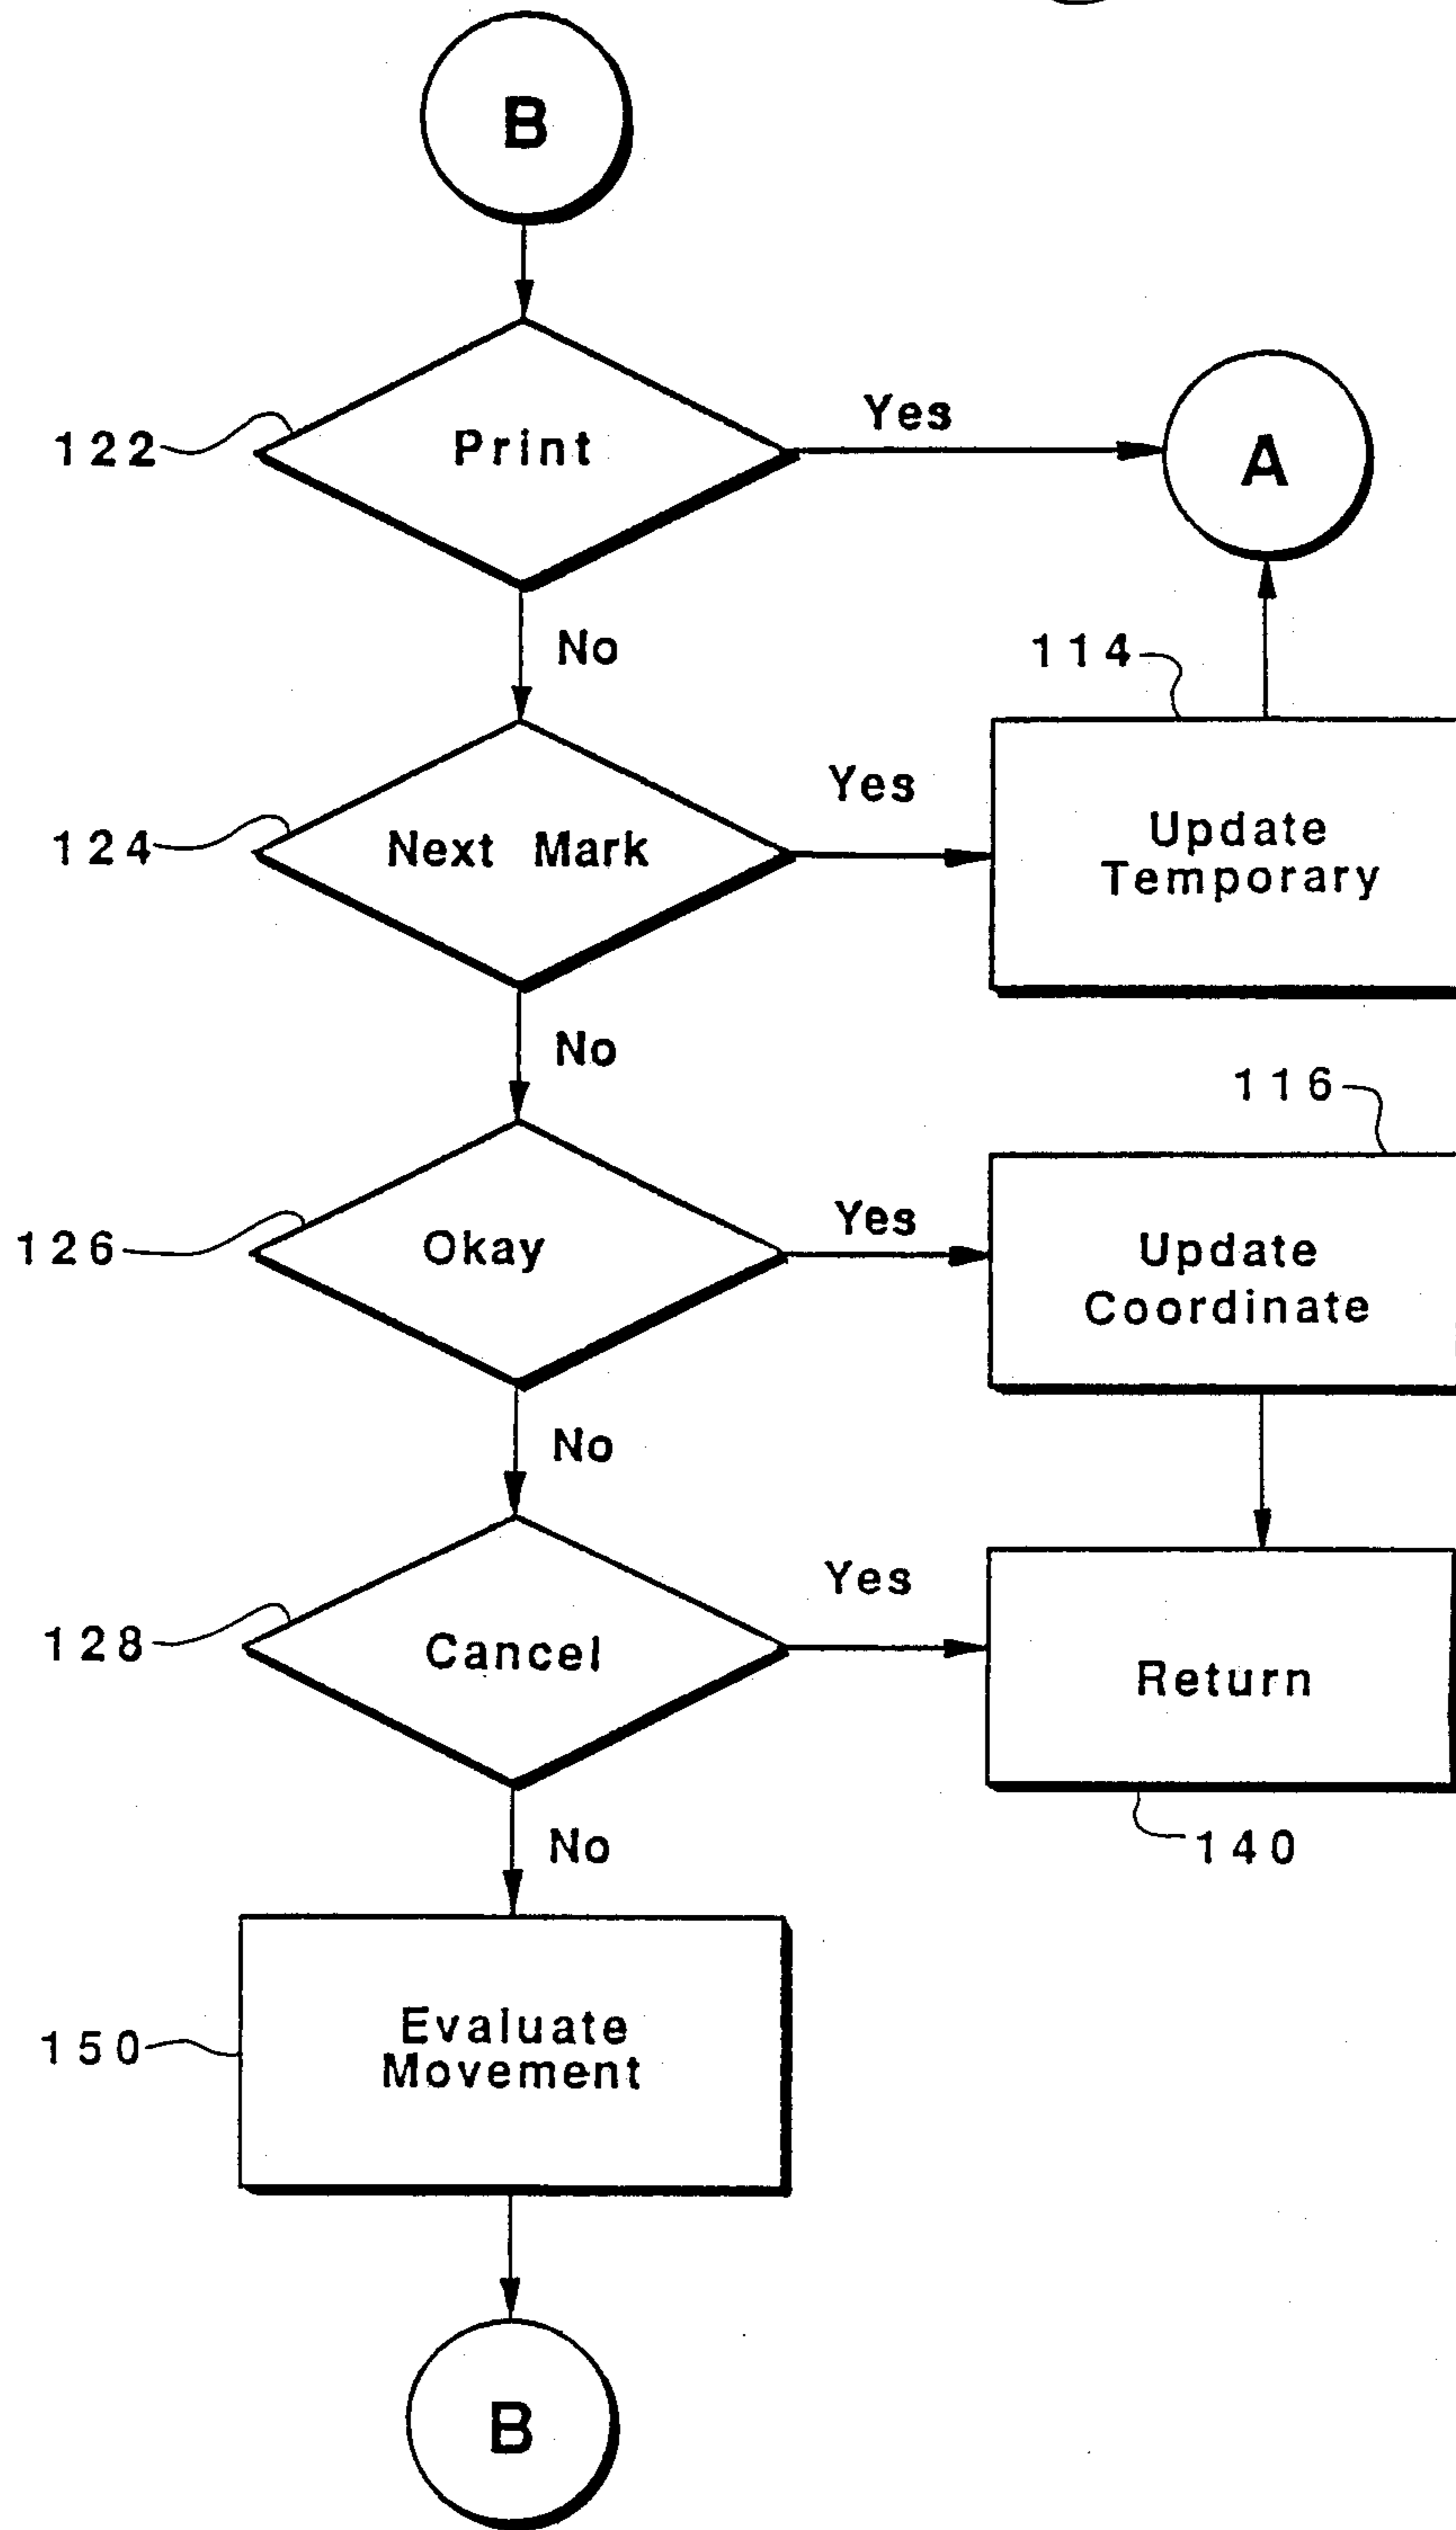 B
122
Print
Yes
A
No
114
124
Next Mark
Yes
Update
Temporary
No
116
126
Okay
Yes
Update
Coordinate
No
128
Cancel
Yes
Return
140
No
150
Evaluate
Movement
B